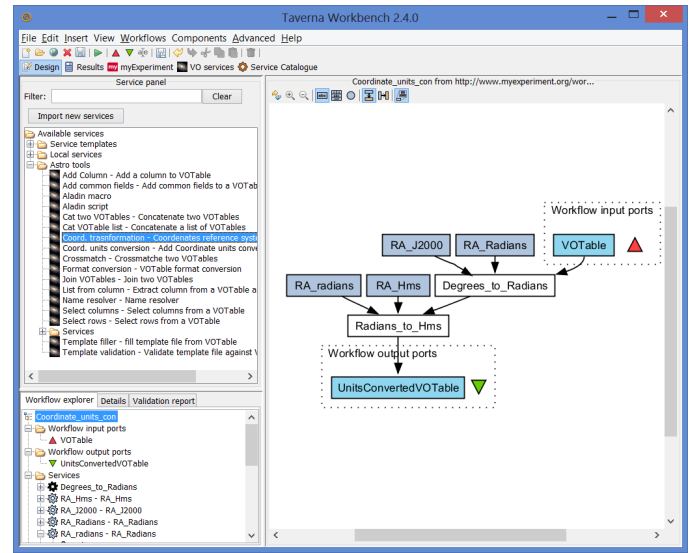 Taverna Workbench 2.4.0
File Edit Insert View Workflows Components Advanced Help
Design Results my myExperiment VO services Service Catalogue
Service panel
Filter: Clear
Import new services
Available services
Service templates
Local services
Astro tools
Add Column - Add a column to VOTable
Add common fields - Add common fields to a VOTab
Aladin macro
Aladin script
Cat two VOTables - Concatenate two VOTables
Cat VOTable list - Concatenate a list of VOTables
Coord. trasnformation - Coordenates reference syst
Coord. units conversion - Add Coordinate units conve
Crossmatch - Crossmatche two VOTables
Format conversion - VOTable format conversion
Join VOTables - Join two VOTables
List from column - Extract column from a VOTable a
Name resolver - Name resolver
Select columns - Select columns from a VOTable
Select rows - Select rows from a VOTable
Services
Template filler - fill template file from VOTable
Template validation - Validate template file against V
Workflow explorer Details Validation report
Coordinate_units_con
Workflow input ports
VOTable
Workflow output ports
UnitsConvertedVOTable
Services
Degrees_to_Radians
RA_Hms - RA_Hms
RA_J2000 - RA_J2000
RA_Radians - RA_Radians
RA_radians - RA_Radians
Coordinate_units_con from http://www.myexperiment.org/wor...
Workflow input ports
RA_J2000 RA_Radians VOTable
RA_radians RA_Hms Degrees_to_Radians
Radians_to_Hms
Workflow output ports
UnitsConvertedVOTable